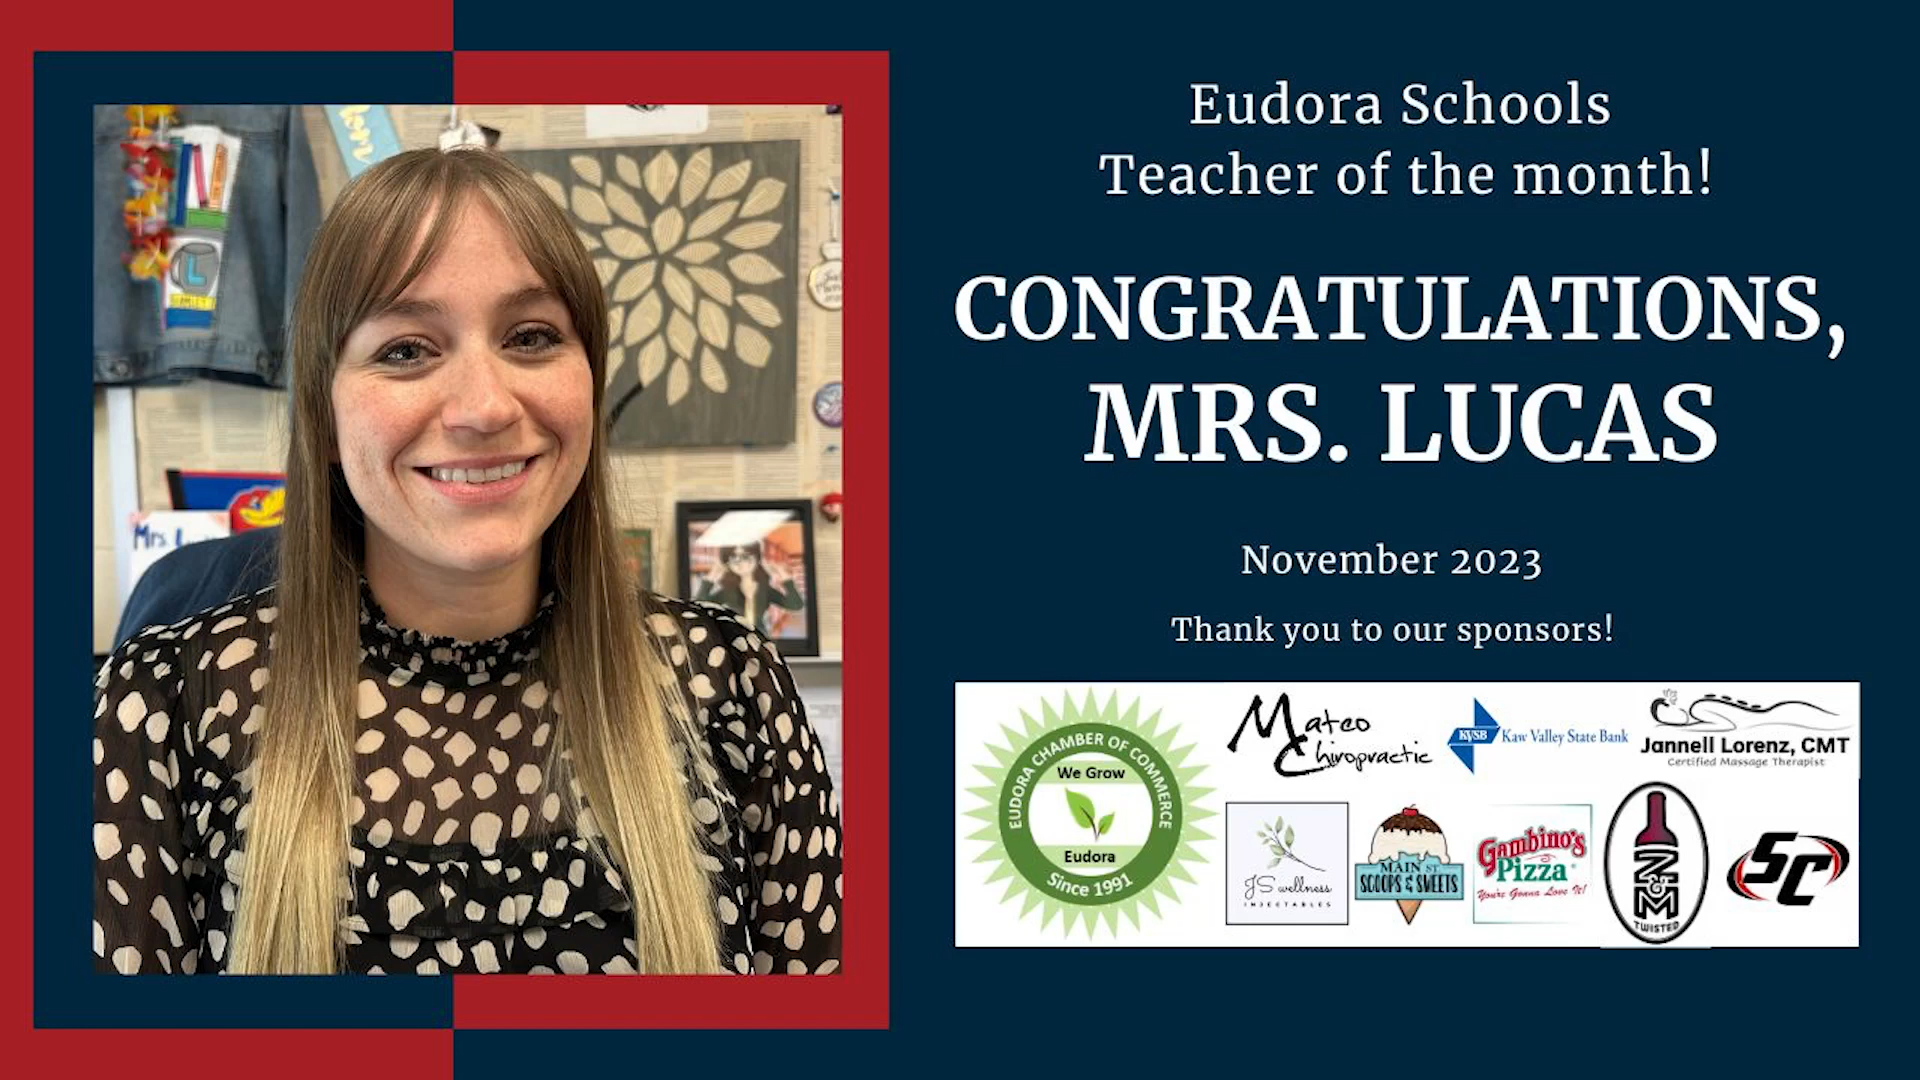 Eudora Schools
Teacher of the month!
CONGRATULATIONS,
MRS. LUCAS
November 2023
Thank you to our sponsors!
EUDORA CHAMBER OF COMMERCE
We Grow
Eudora
Since 1991
Mateo
Chiropractic
KVSB Kaw Valley State Bank
Jannell Lorenz, CMT
Certified Massage Therapist
JS wellness
INJECTABLES
MAIN ST.
SCOOPS & SWEETS
Gambino's
Pizza
You're Gonna Love It!
N&M
TWISTED
SC
Mrs.
L